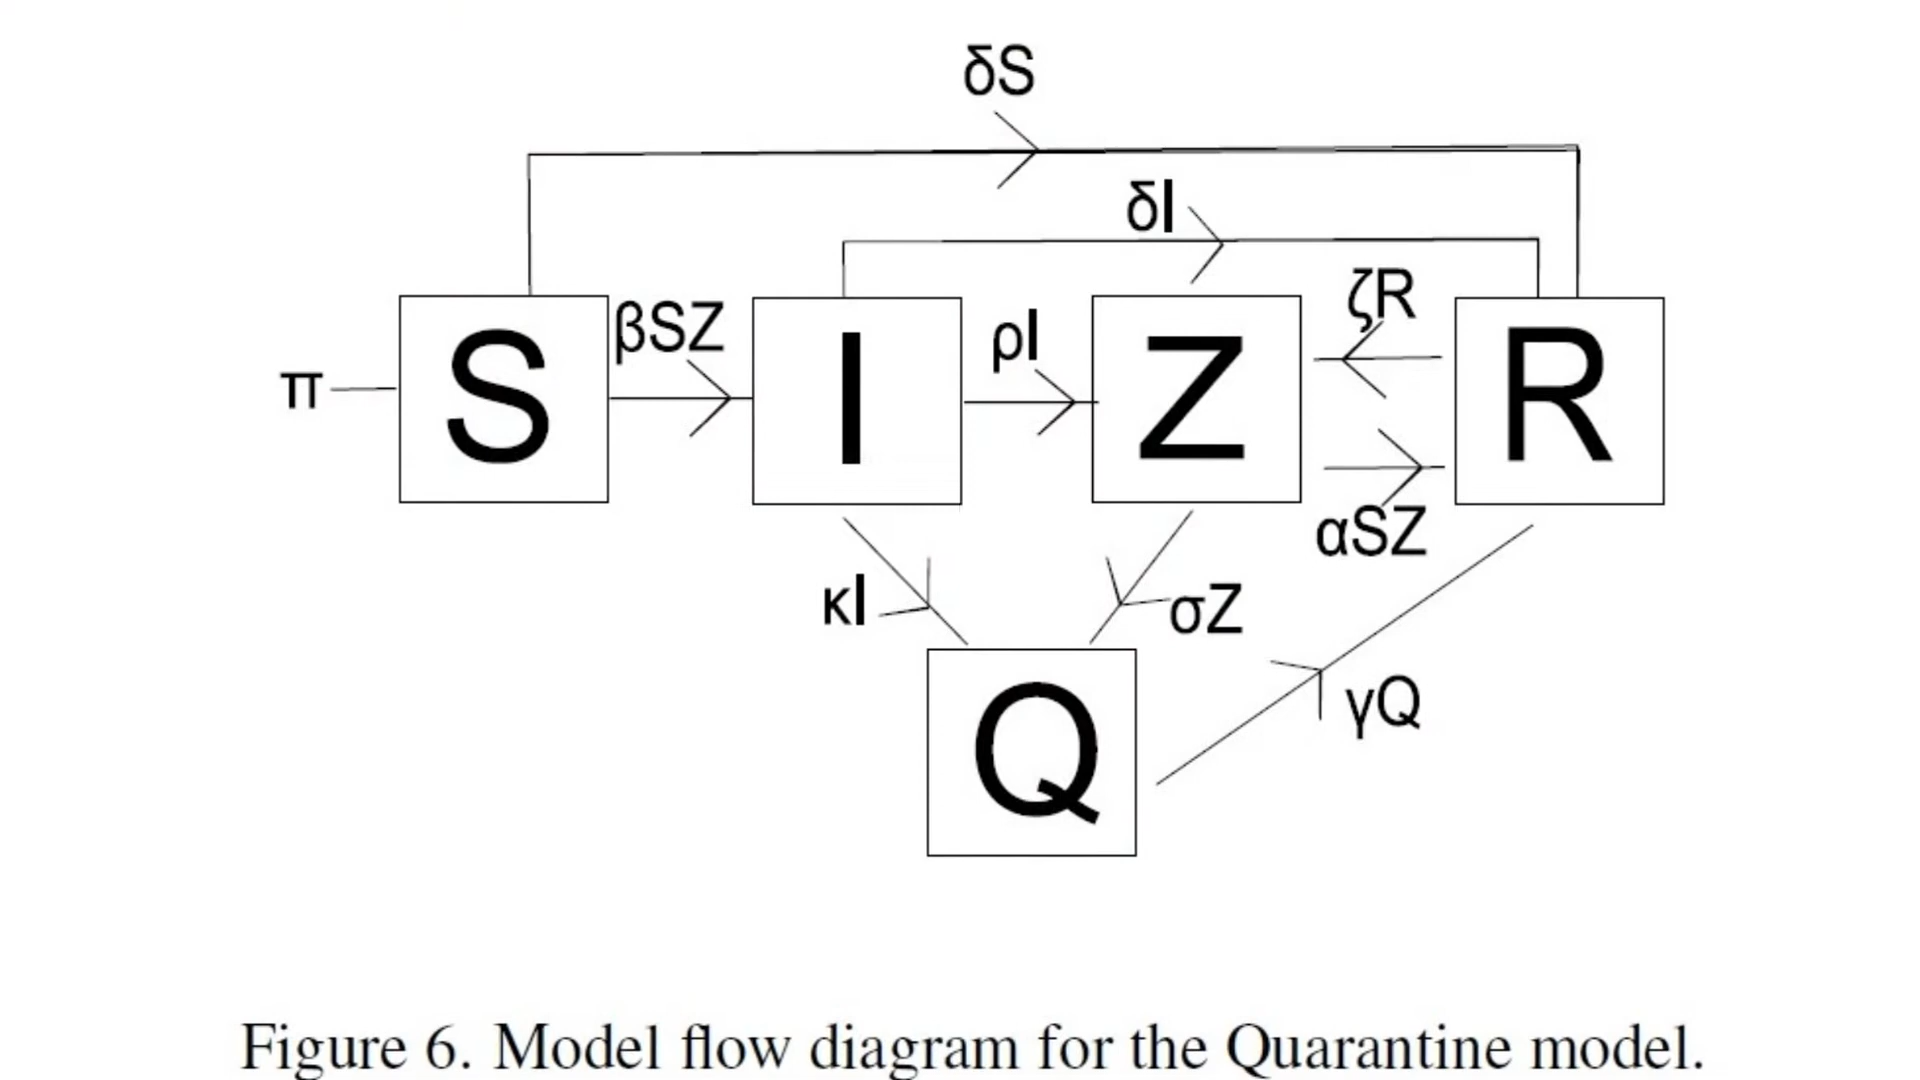 δS
δI
π
S
βSZ
I
ρI
Z
ζR
αSZ
R
κI
σZ
Q
γQ
Figure 6. Model flow diagram for the Quarantine model.